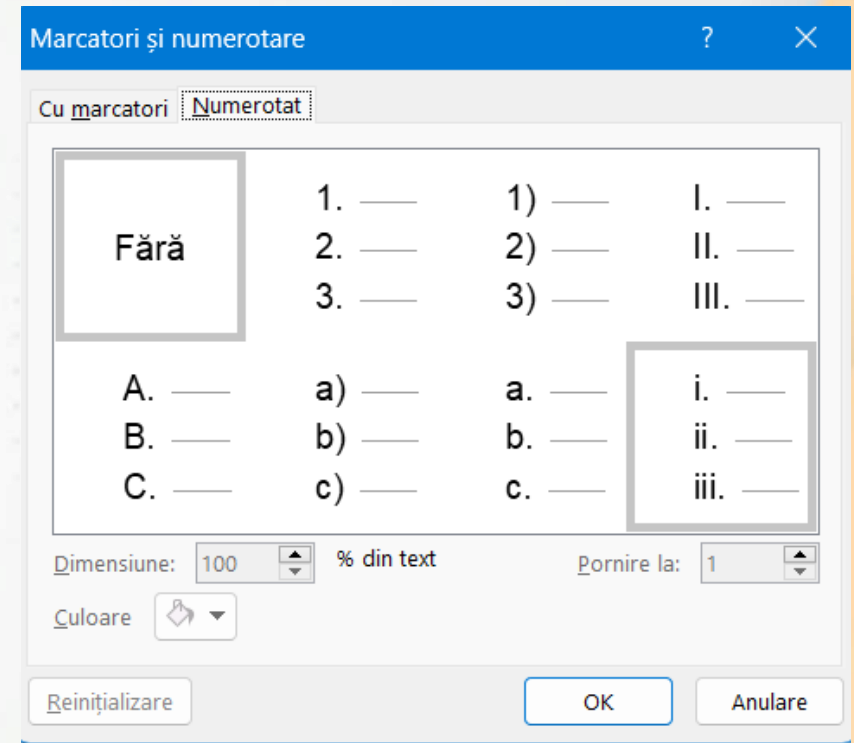 Marcatori și numerotare ?
Cu marcatori Numerotat
Fără
1.
2.
3.
1)
2)
3)
I.
II.
III.
A.
B.
C.
a)
b)
c)
a.
b.
c.
i.
ii.
iii.
Dimensiune: 100 % din text Pornire la: 1
Culoare
Reinițializare OK Anulare